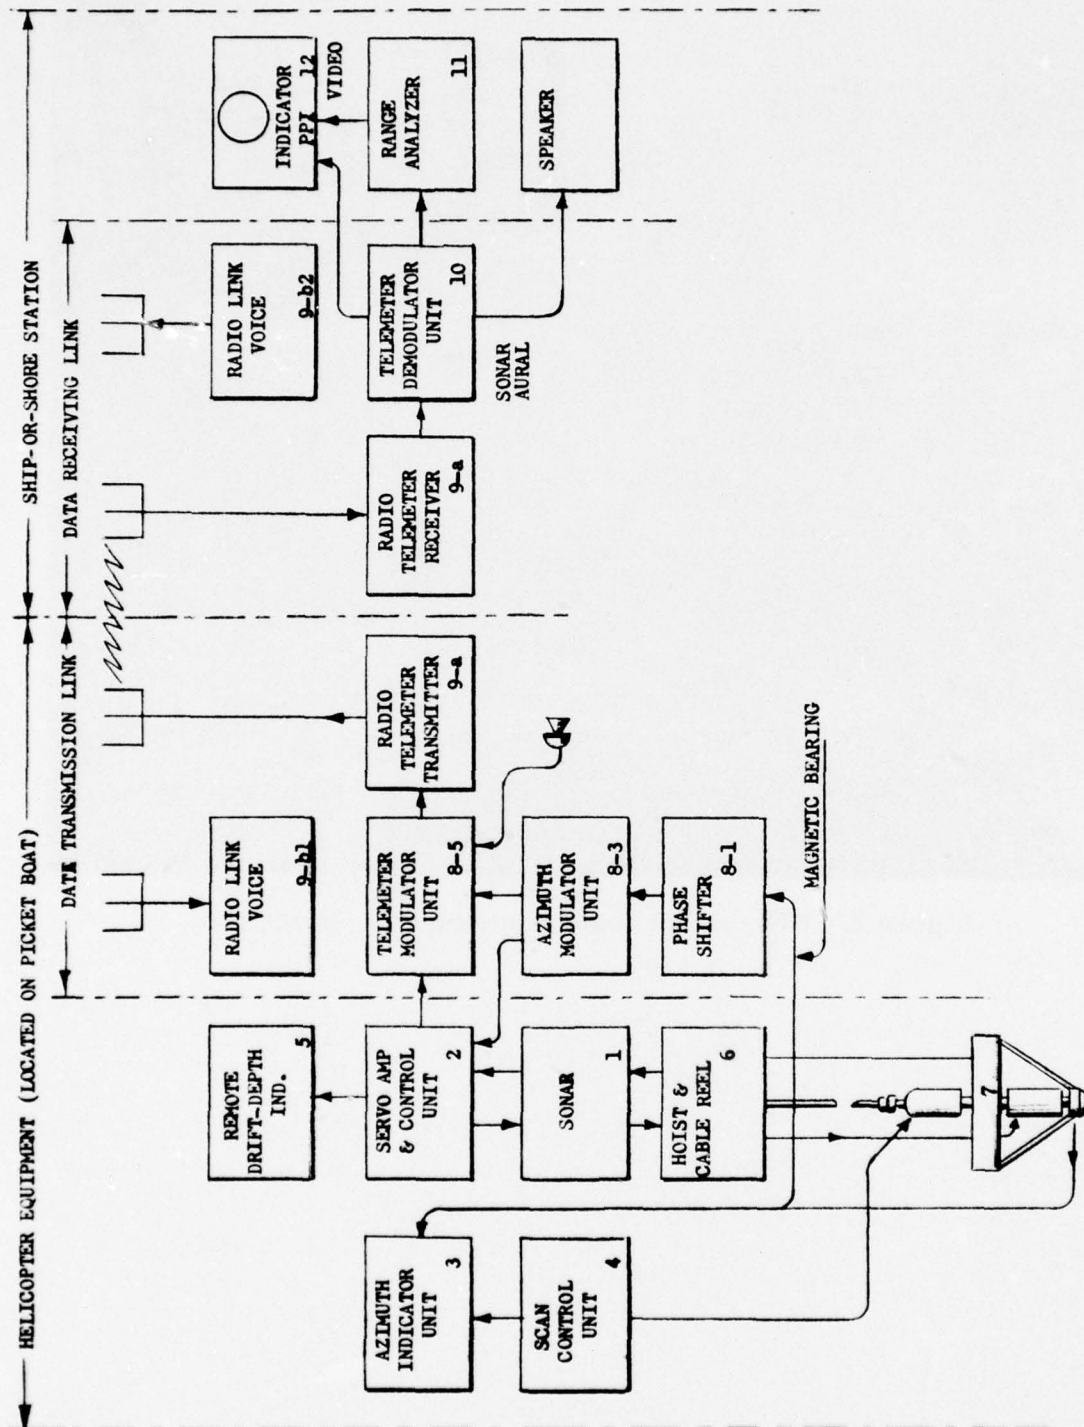 HELICOPTER EQUIPMENT (LOCATED ON PICKET BOAT)
SHIP-OR-SHORE STATION
DATA TRANSMISSION LINK
DATA RECEIVING LINK
REMOTE
DRIFT-DEPTH
IND.
5
RADIO LINK
VOICE
9-b1
RADIO LINK
VOICE
9-b2
INDICATOR
PPI
12
VIDEO
AZIMUTH
INDICATOR
UNIT
3
SERVO AMP
& CONTROL
UNIT
2
TELEMETER
MODULATOR
UNIT
8-5
RADIO
TELEMETER
TRANSMITTER
9-a
RADIO
TELEMETER
RECEIVER
9-a
TELEMETER
DEMODULATOR
UNIT
10
RANGE
ANALYZER
11
SONAR
AURAL
SCAN
CONTROL
UNIT
4
SONAR
1
AZIMUTH
MODULATOR
UNIT
8-3
SPEAKER
HOIST &
CABLE REEL
6
PHASE
SHIFTER
8-1
MAGNETIC BEARING
7